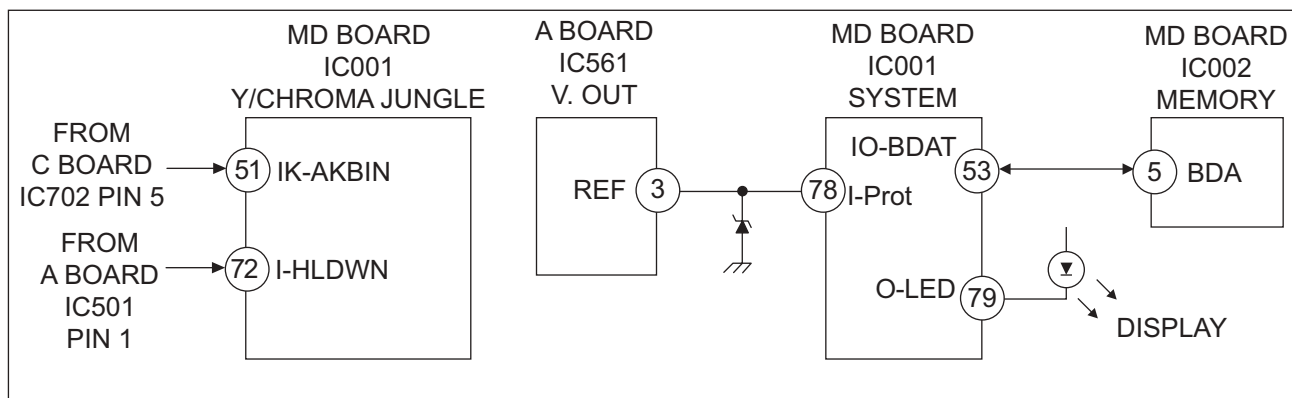 MD BOARD
IC001
Y/CHROMA JUNGLE
A BOARD
IC561
V. OUT
MD BOARD
IC001
SYSTEM
MD BOARD
IC002
MEMORY
FROM
C BOARD
IC702 PIN 5
51 IK-AKBIN
FROM
A BOARD
IC501
PIN 1
72 I-HLDWN
REF 3
78 I-Prot
IO-BDAT 53
5 BDA
O-LED 79
DISPLAY